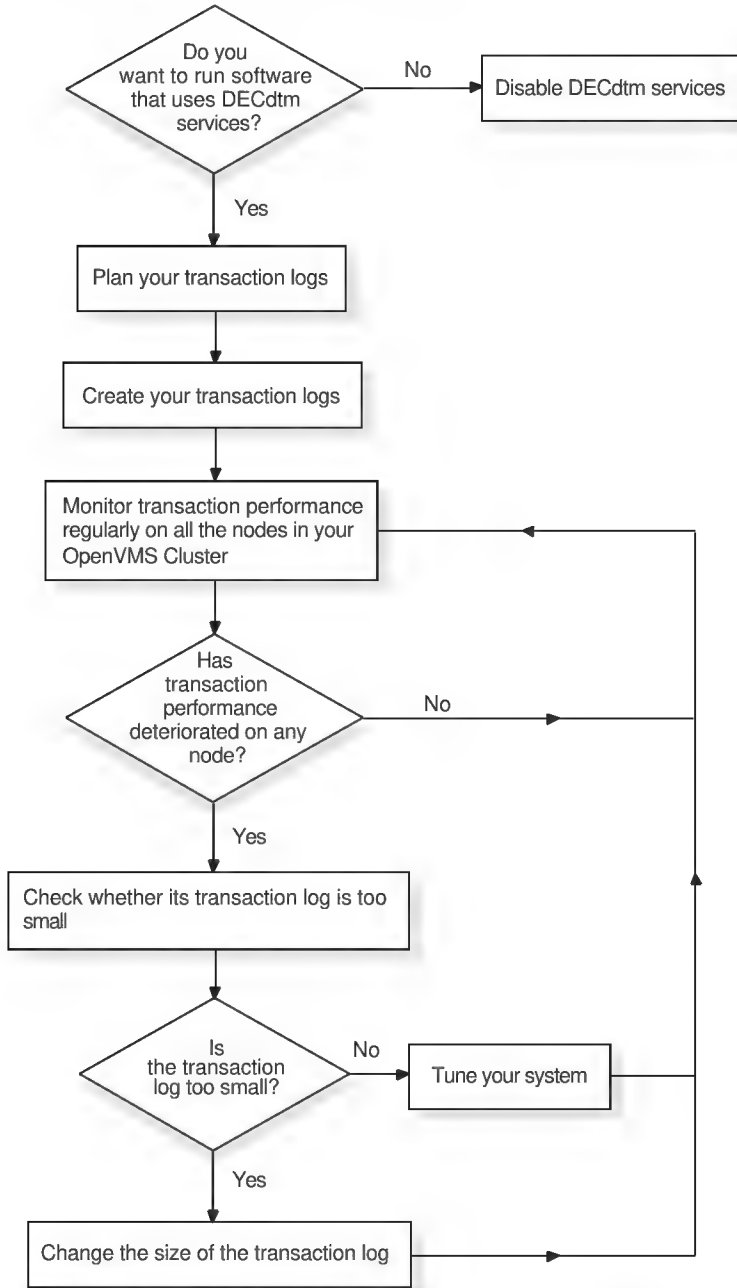 Do you
want to run software
that uses DECdtm
services?
No
Disable DECdtm services
Yes
Plan your transaction logs
Create your transaction logs
Monitor transaction performance
regularly on all the nodes in your
OpenVMS Cluster
Has
transaction
performance
deteriorated on any
node?
No
Yes
Check whether its transaction log is too
small
Is
the transaction
log too small?
No
Tune your system
Yes
Change the size of the transaction log